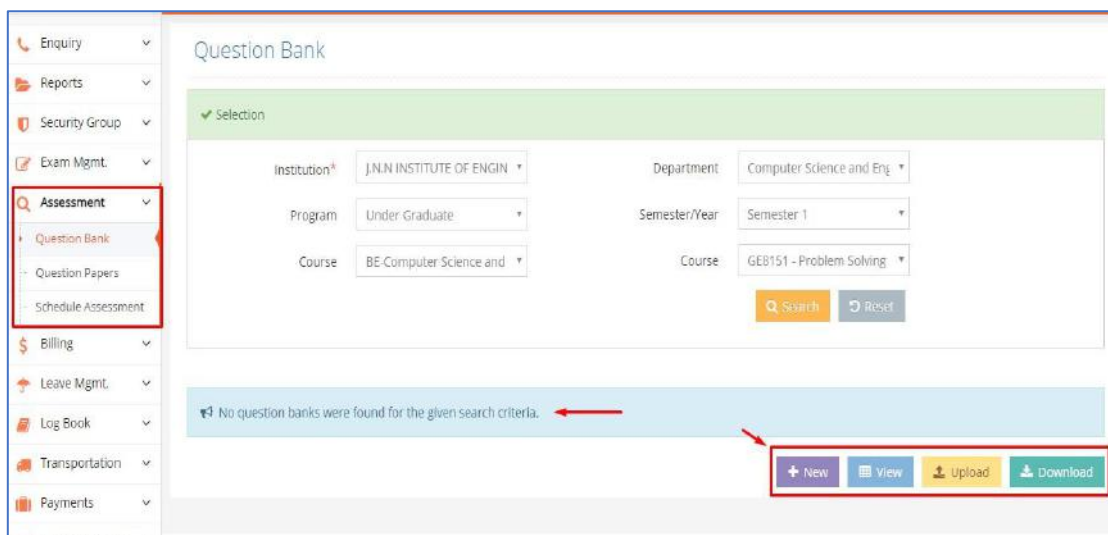 Enquiry
Reports
Security Group
Exam Mgmt.
Assessment
Question Bank
Question Papers
Schedule Assessment
Billing
Leave Mgmt.
Log Book
Transportation
Payments
Question Bank
Selection
Institution* J.N.N INSTITUTE OF ENGIN Department Computer Science and Eng
Program Under Graduate Semester/Year Semester 1
Course BE-Computer Science and Course GE8151 - Problem Solving
Search Reset
No question banks were found for the given search criteria.
New View Upload Download